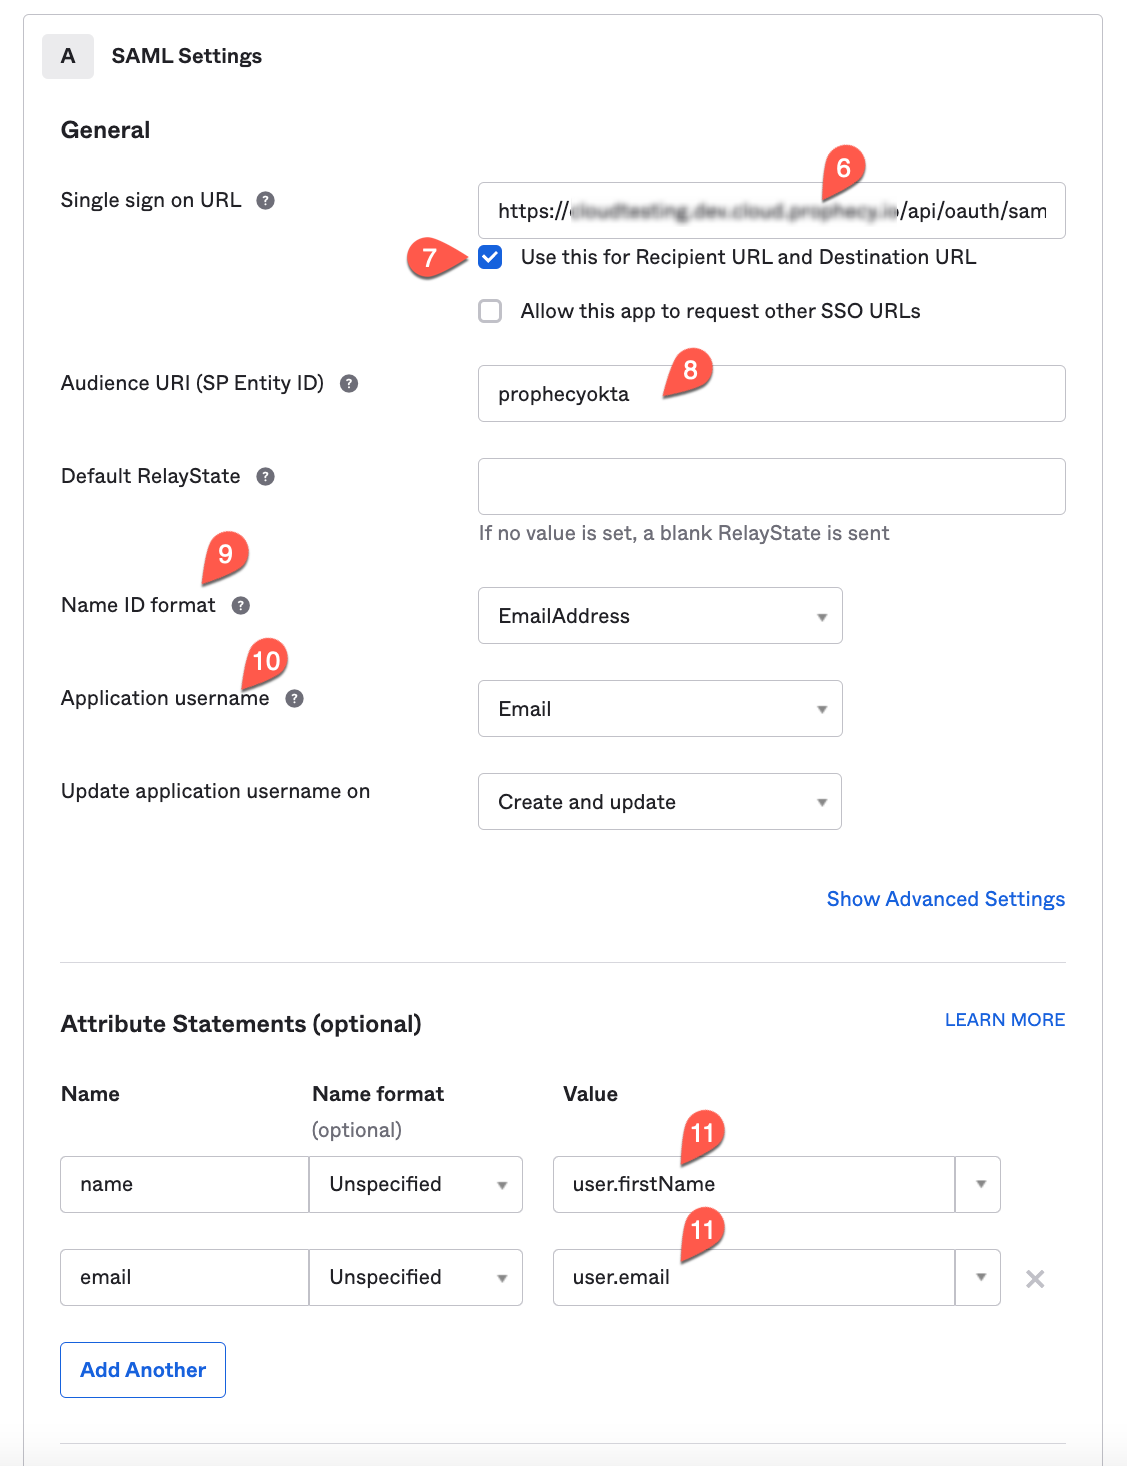 A SAML Settings
General
6
Single sign on URL ?
https:// /api/oauth/sam
7
Use this for Recipient URL and Destination URL
Allow this app to request other SSO URLs
8
Audience URI (SP Entity ID) ?
prophecyokta
Default RelayState ?
If no value is set, a blank RelayState is sent
9
Name ID format ?
EmailAddress
10
Application username ?
Email
Update application username on
Create and update
Show Advanced Settings
Attribute Statements (optional)
LEARN MORE
Name Name format Value
(optional)
11
name Unspecified user.firstName
11
email Unspecified user.email
Add Another